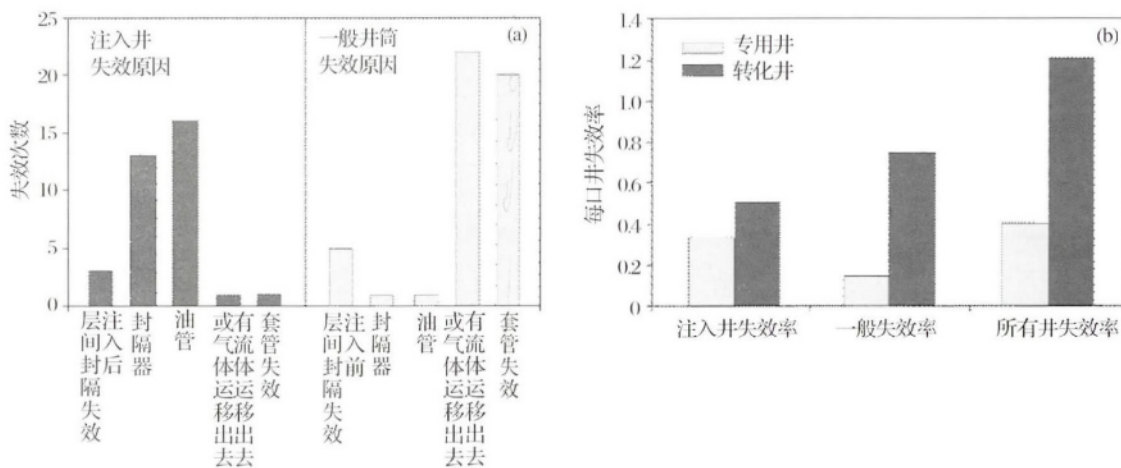 失效次数
25
20
15
10
5
0
注入井
失效原因
一般井筒
失效原因
(a)
注入后
层间封隔失效
封隔器
油管
有流体运移出去
或气体运移出去
套管失效
注入前
层间封隔失效
封隔器
油管
有流体运移出去
或气体运移出去
套管失效
每口井失效率
1.4
1.2
1.0
0.8
0.6
0.4
0.2
0
专用井
转化井
(b)
注入井失效率
一般失效率
所有井失效率